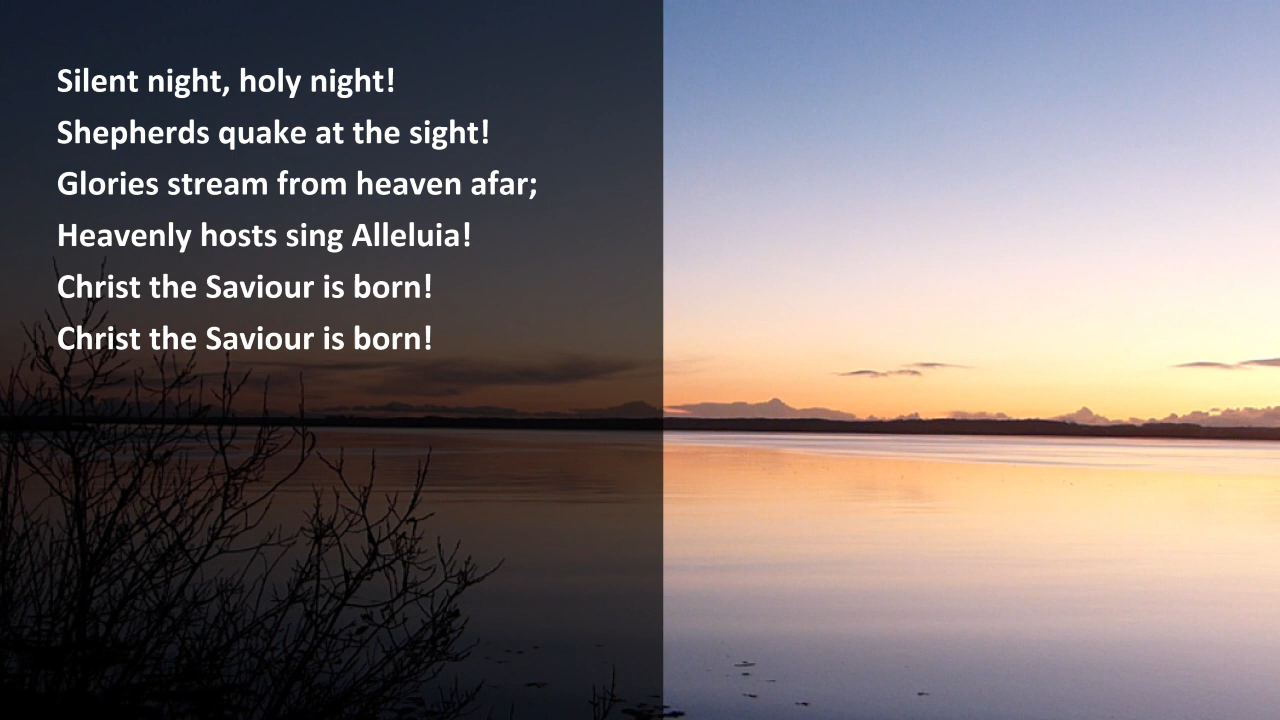 Silent night, holy night!
Shepherds quake at the sight!
Glories stream from heaven afar;
Heavenly hosts sing Alleluia!
Christ the Saviour is born!
Christ the Saviour is born!